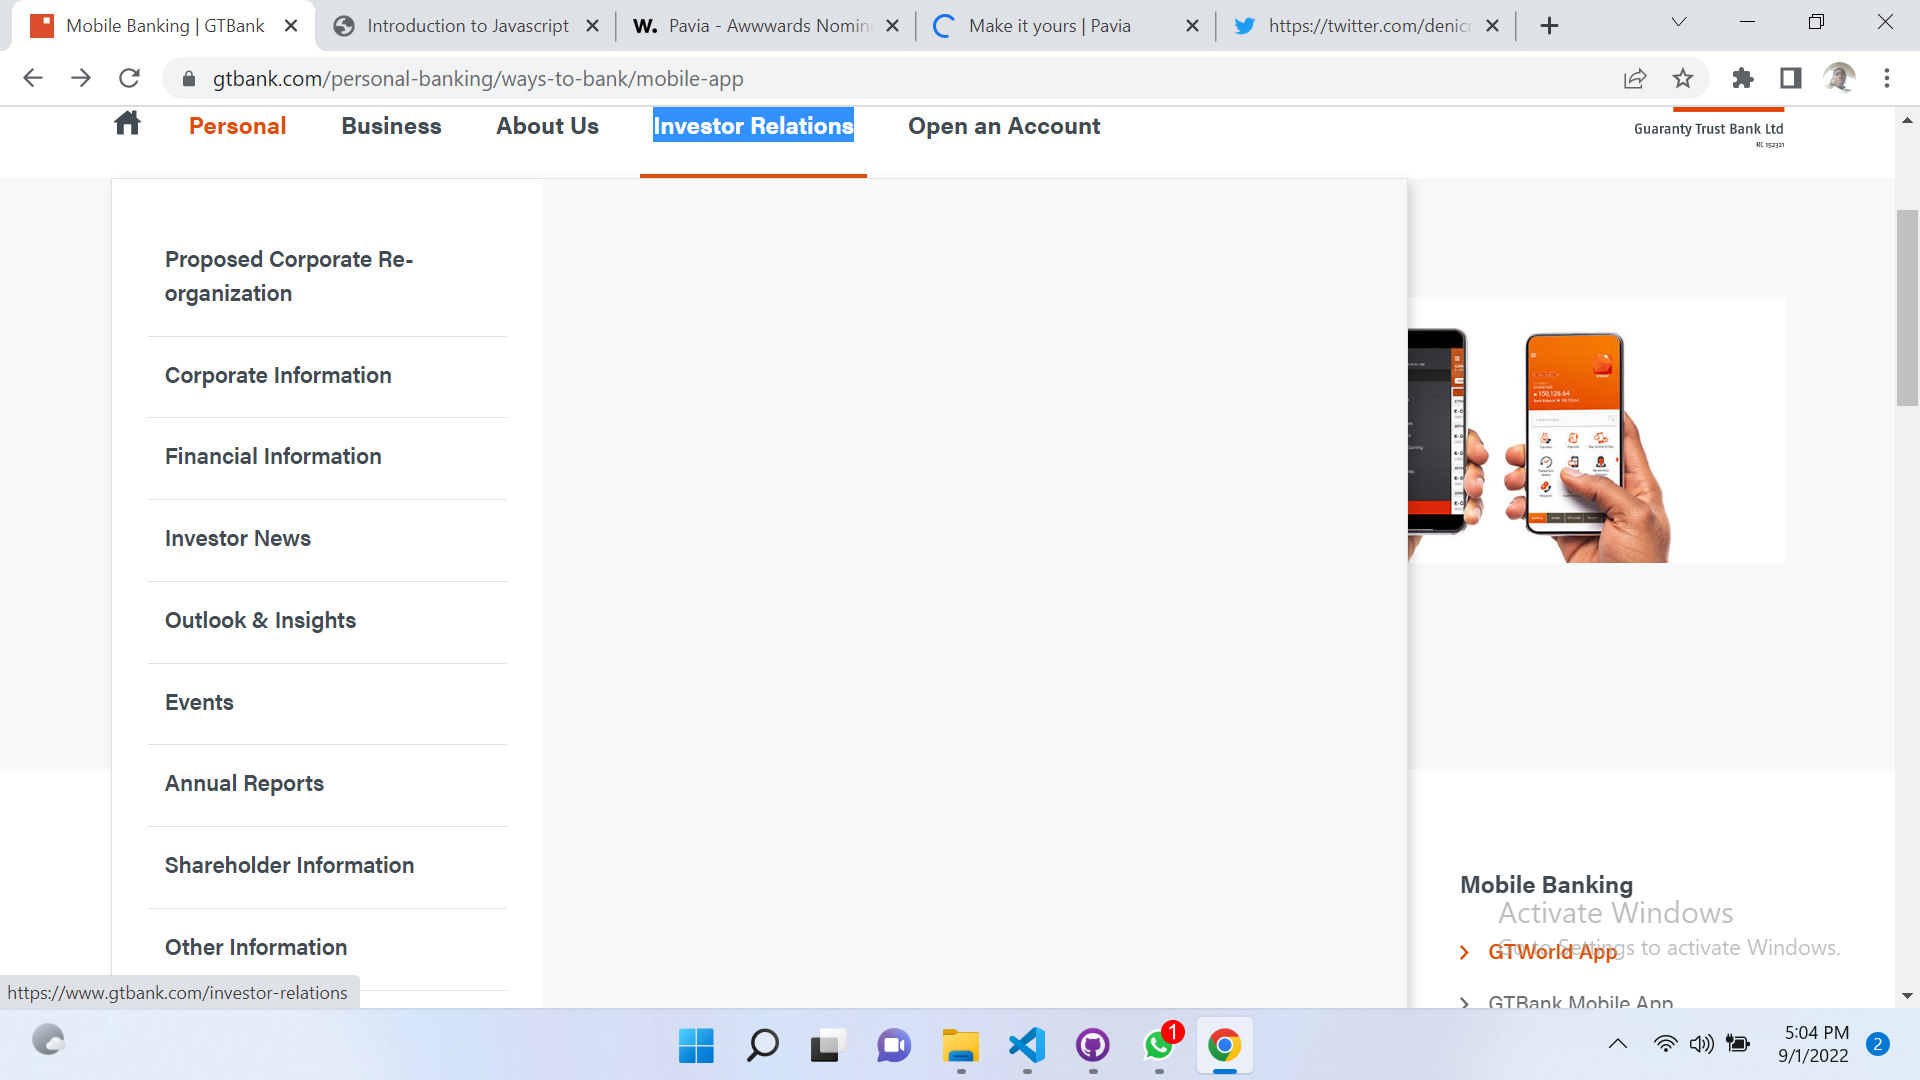 Mobile Banking | GTBank
Introduction to Javascript
W. Pavia - Awwwards Nomin
Make it yours | Pavia
https://twitter.com/denicr
gtbank.com/personal-banking/ways-to-bank/mobile-app
Personal
Business
About Us
Investor Relations
Open an Account
Guaranty Trust Bank Ltd
RC 152321
Proposed Corporate Re-
organization
Corporate Information
Financial Information
Investor News
Outlook & Insights
Events
Annual Reports
Shareholder Information
Other Information
150,126.64
Mobile Banking
Activate Windows
Go to Settings to activate Windows.
GTWorld App
GTBank Mobile App
https://www.gtbank.com/investor-relations
1
5:04 PM
9/1/2022
2